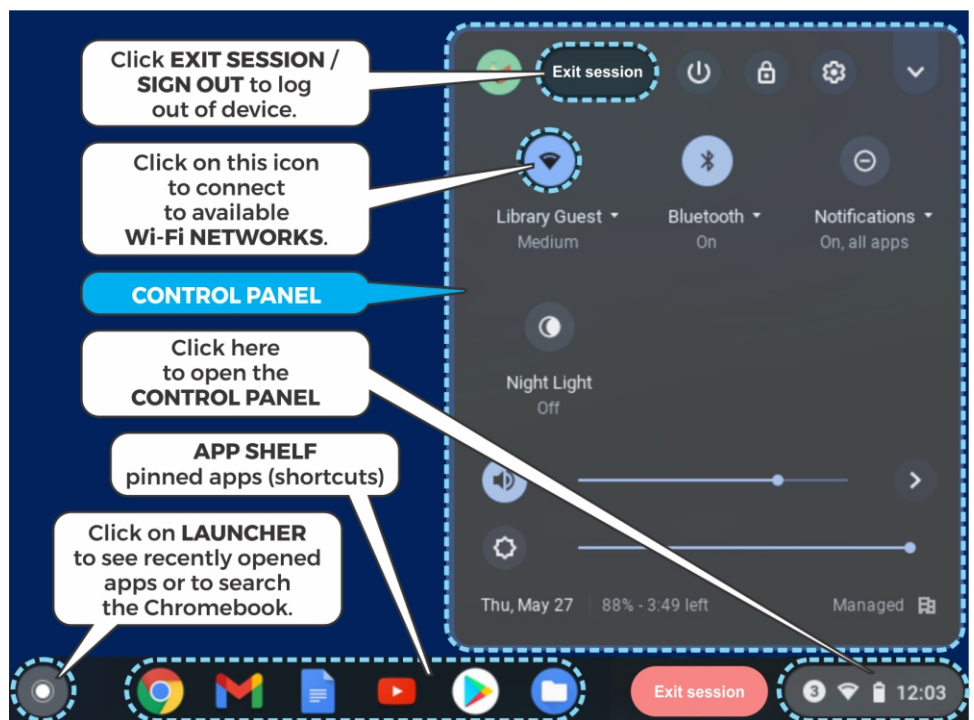 Click EXIT SESSION /
SIGN OUT to log
out of device.
Exit session
Click on this icon
to connect
to available
Wi-Fi NETWORKS.
Library Guest
Medium
Bluetooth
On
Notifications
On, all apps
CONTROL PANEL
Click here
to open the
CONTROL PANEL
Night Light
Off
APP SHELF
pinned apps (shortcuts)
Click on LAUNCHER
to see recently opened
apps or to search
the Chromebook.
Thu, May 27
88% - 3:49 left
Managed
Exit session
3
12:03